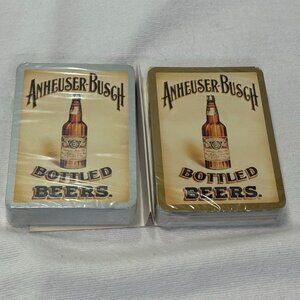 ANHEUSER-BUSCH
BOTTLED
BEERS.
ANHEUSER-BUSCH
BOTTLED
BEERS.